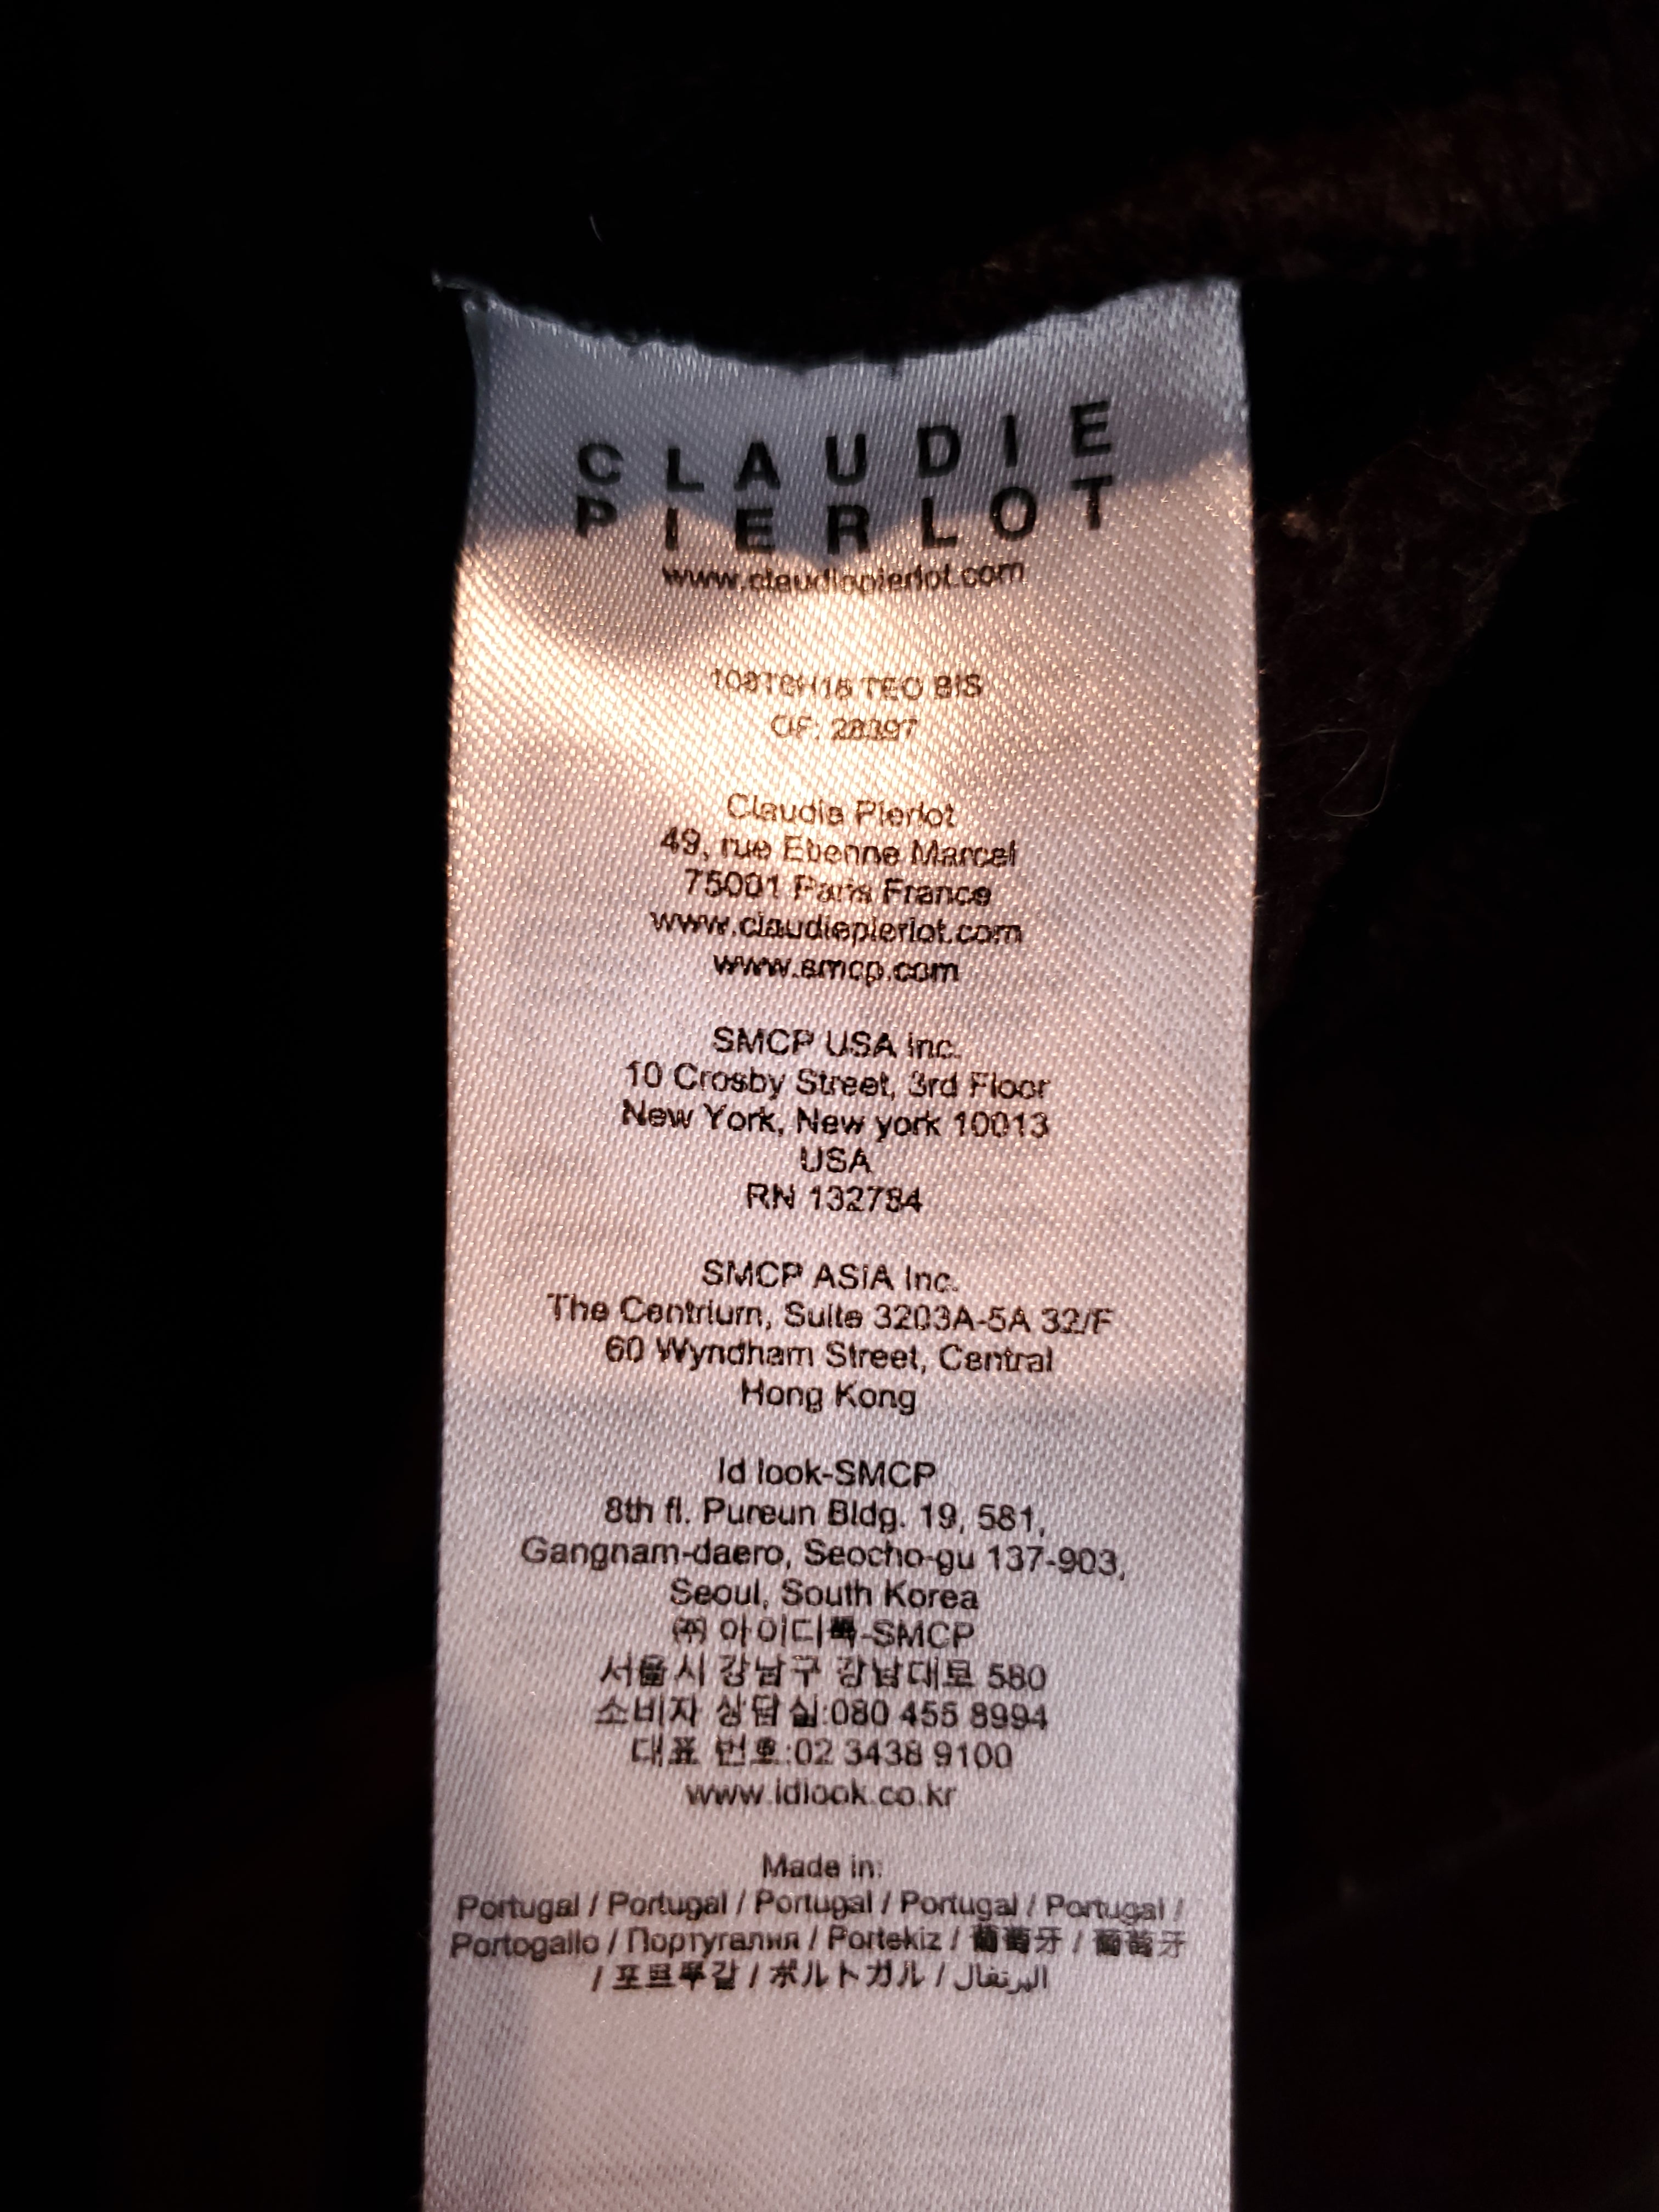 CLAUDIE
PIERLOT
www.claudiepierlot.com
TEO BIS
OF: 28397
Claudie Pierlot
49, rue Etienne Marcel
75001 Paris France
www.claudiepierlot.com
www.smcp.com
SMCP USA Inc.
10 Crosby Street, 3rd Floor
New York, New york 10013
USA
RN 132784
SMCP ASIA Inc.
The Centrium, Suite 3203A-5A 32/F
60 Wyndham Street, Central
Hong Kong
Id look-SMCP
8th fl. Pureun Bldg. 19, 581,
Gangnam-daero, Seocho-gu 137-903,
Seoul, South Korea
㈜ 아이디룩-SMCP
서울시 강남구 강남대로 580
소비자 상담실:080 455 8994
대표 번호:02 3438 9100
www.idlook.co.kr
Made in:
Portugal / Portugal / Portugal / Portugal / Portugal /
Portogallo / Португалия / Portekiz / 葡萄牙 / 葡萄牙
/ 포르투갈 / ポルトガル / البرتغال